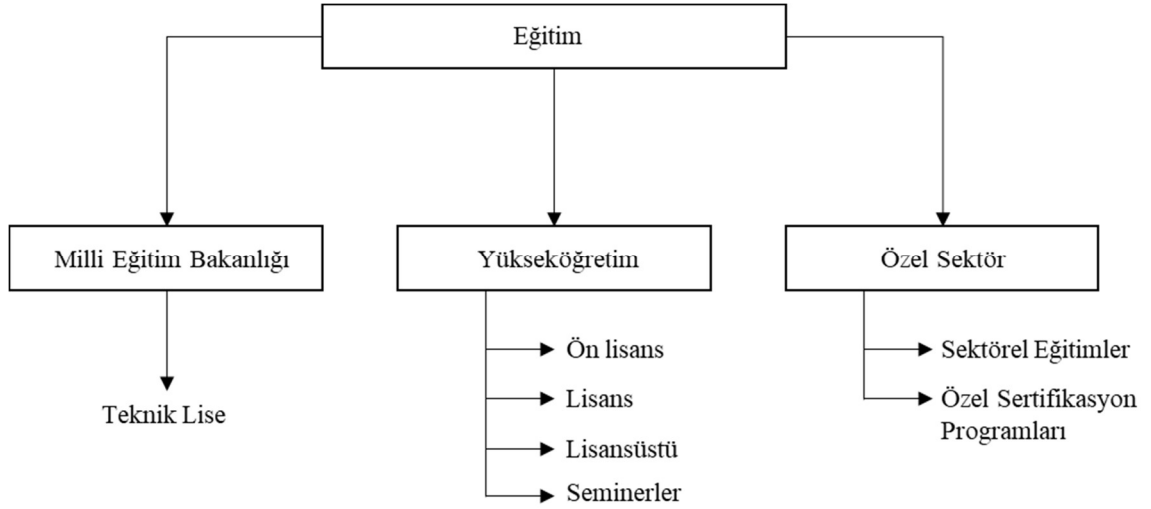 Eğitim
Milli Eğitim Bakanlığı
Teknik Lise
Yükseköğretim
Ön lisans
Lisans
Lisansüstü
Seminerler
Özel Sektör
Sektörel Eğitimler
Özel Sertifikasyon
Programları